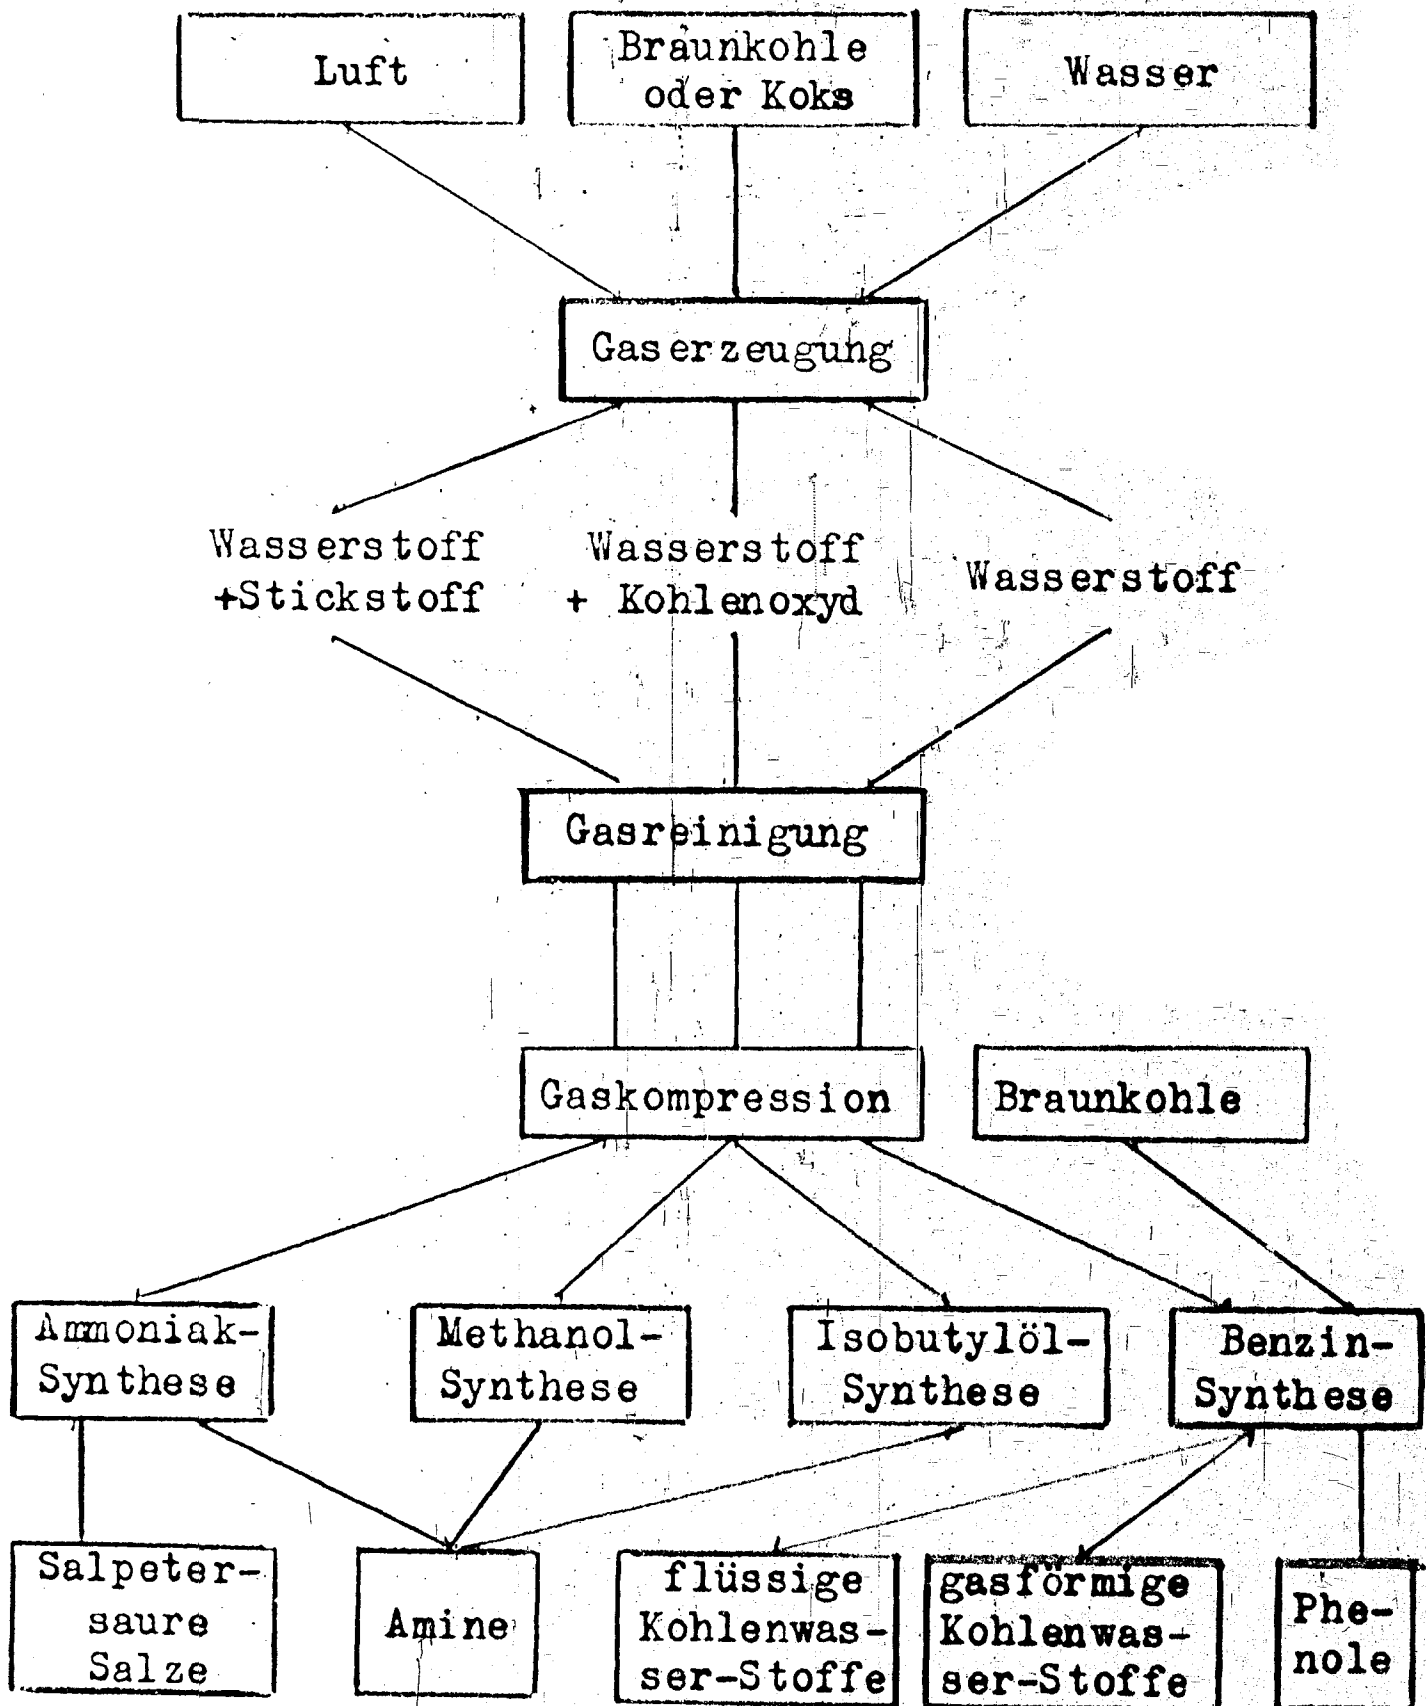 Luft
Braunkohle
oder Koks
Wasser
Gaserzeugung
Wasserstoff
+Stickstoff
Wasserstoff
+ Kohlenoxyd
Wasserstoff
Gasreinigung
Gaskompression
Braunkohle
Ammoniak-
Synthese
Methanol-
Synthese
Isobutylöl-
Synthese
Benzin-
Synthese
Salpeter-
saure
Salze
Amine
flüssige
Kohlenwas-
ser-Stoffe
gasförmige
Kohlenwas-
ser-Stoffe
Phe-
nole